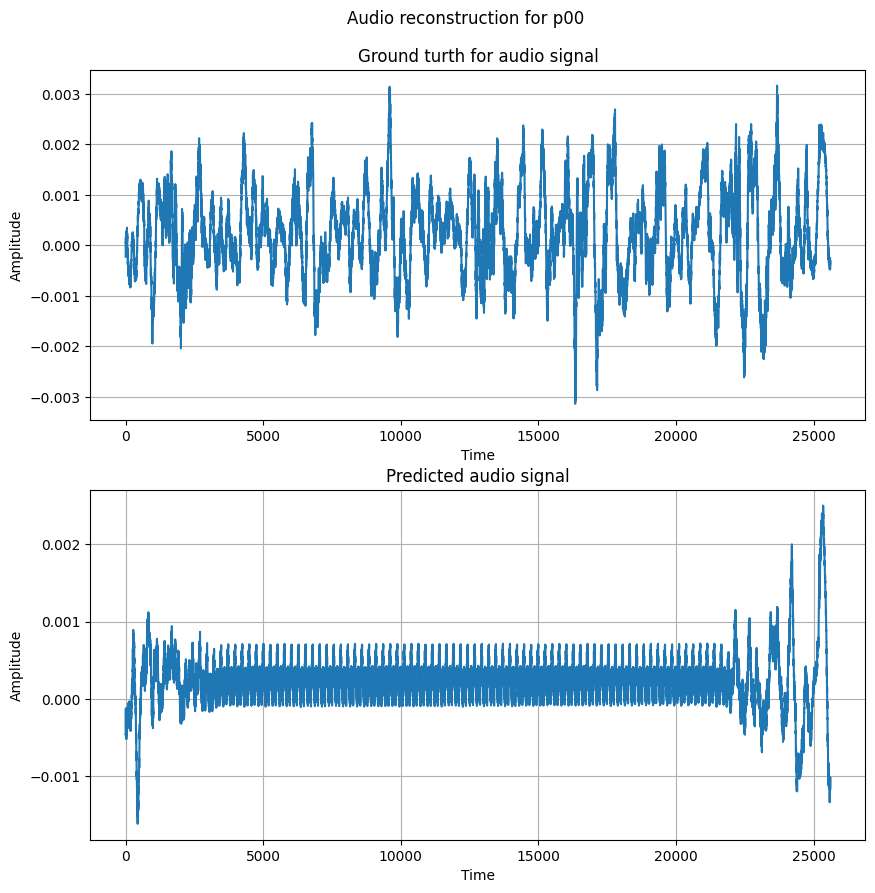 Audio reconstruction for p00
Ground turth for audio signal
0.003
0.002
0.001
0.000
−0.001
−0.002
−0.003
Amplitude
0 5000 10000 15000 20000 25000
Time
Predicted audio signal
0.002
0.001
0.000
−0.001
Amplitude
0 5000 10000 15000 20000 25000
Time